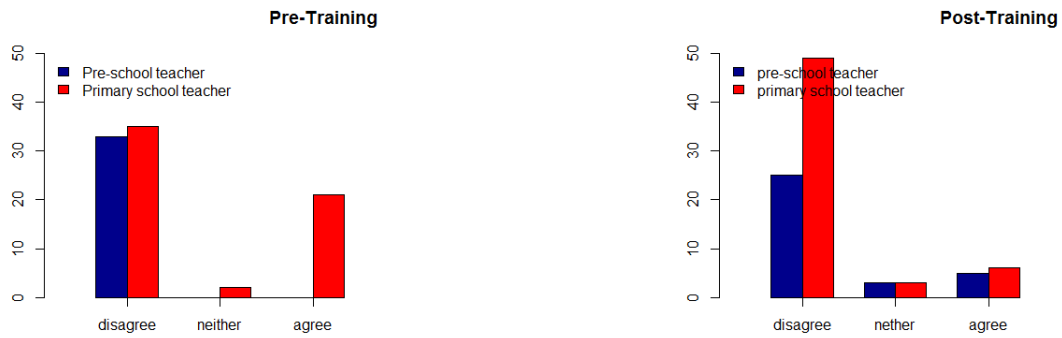 Pre-Training
50
40
30
20
10
0
Pre-school teacher
Primary school teacher
disagree neither agree
Post-Training
50
40
30
20
10
0
pre-school teacher
primary school teacher
disagree nether agree